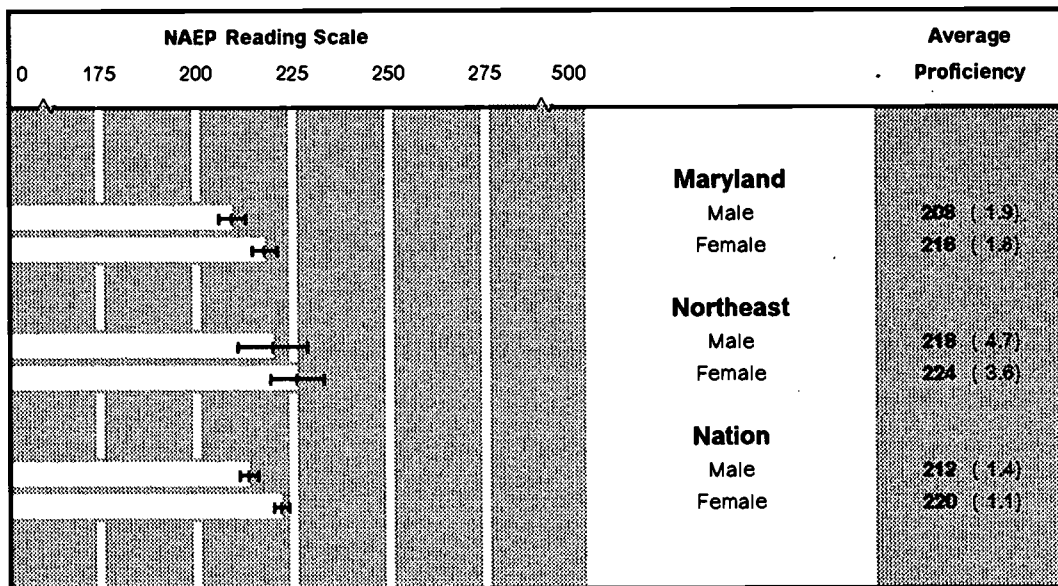 NAEP Reading Scale
Average
0 175 200 225 250 275 500
Proficiency
Maryland
Male 208 ( 1.9)
Female 216 ( 1.8)
Northeast
Male 218 ( 4.7)
Female 224 ( 3.6)
Nation
Male 212 ( 1.4)
Female 220 ( 1.1)